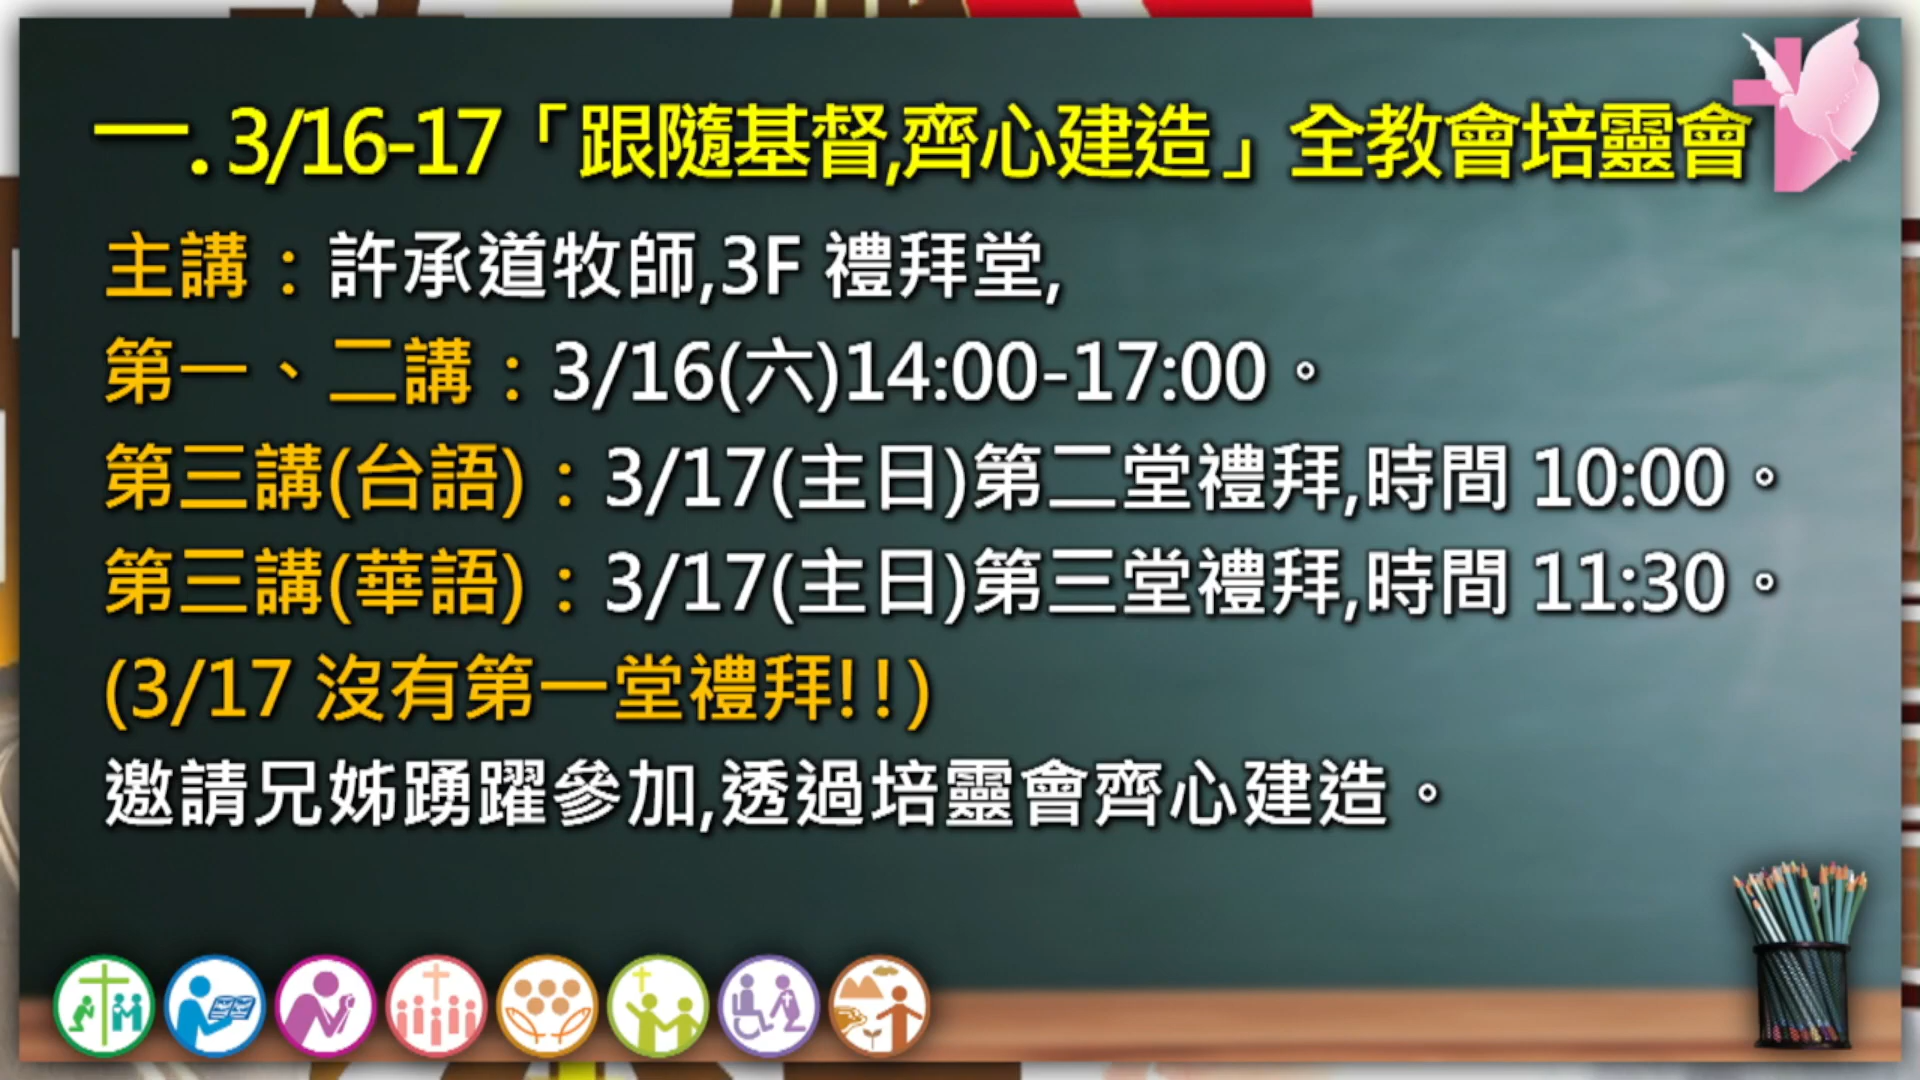 一. 3/16-17「跟隨基督,齊心建造」全教會培靈會
主講：許承道牧師,3F 禮拜堂,
第一、二講：3/16(六)14:00-17:00。
第三講(台語)：3/17(主日)第二堂禮拜,時間 10:00。
第三講(華語)：3/17(主日)第三堂禮拜,時間 11:30。
(3/17 沒有第一堂禮拜!!)
邀請兄姊踴躍參加,透過培靈會齊心建造。